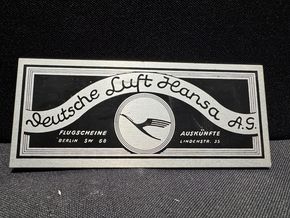 Deutsche Luft Hansa A.G.
FLUGSCHEINE AUSKÜNFTE
BERLIN SW 68 LINDENSTR. 35